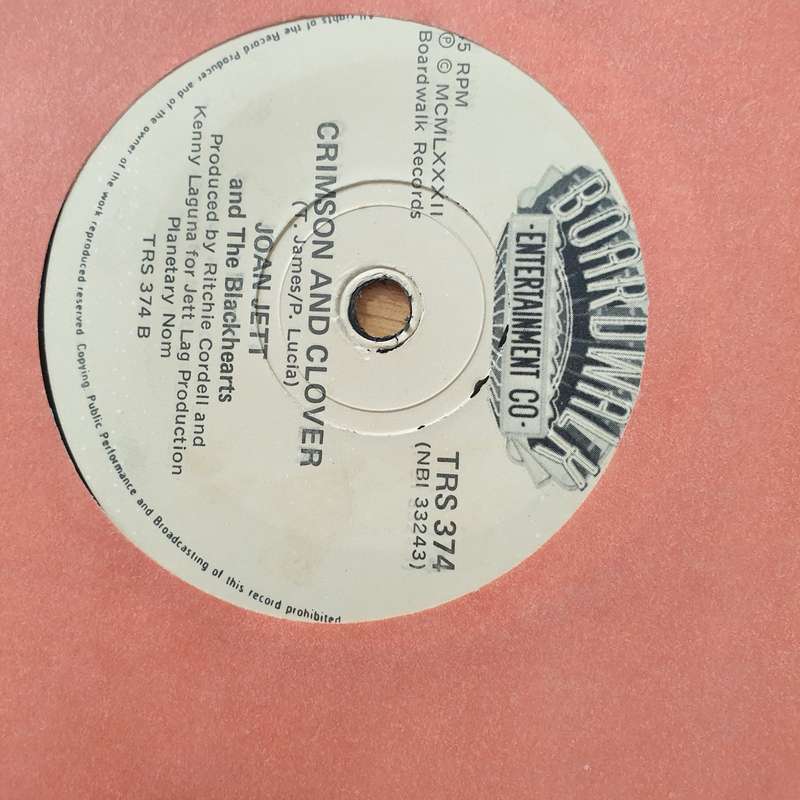 BOARDWALK
·ENTERTAINMENT CO·
45 RPM
Ⓟ © MCMLXXXII
Boardwalk Records
TRS 374
(NBI 33243)
CRIMSON AND CLOVER
(T. James/P. Lucia)
JOAN JETT
and The Blackhearts
Produced by Ritchie Cordell and
Kenny Laguna for Jett Lag Production
Planetary Nom
TRS 374 B
All rights of the Record Producer and of the owner of the work reproduced reserved. Copying, Public Performance and Broadcasting of this record prohibited